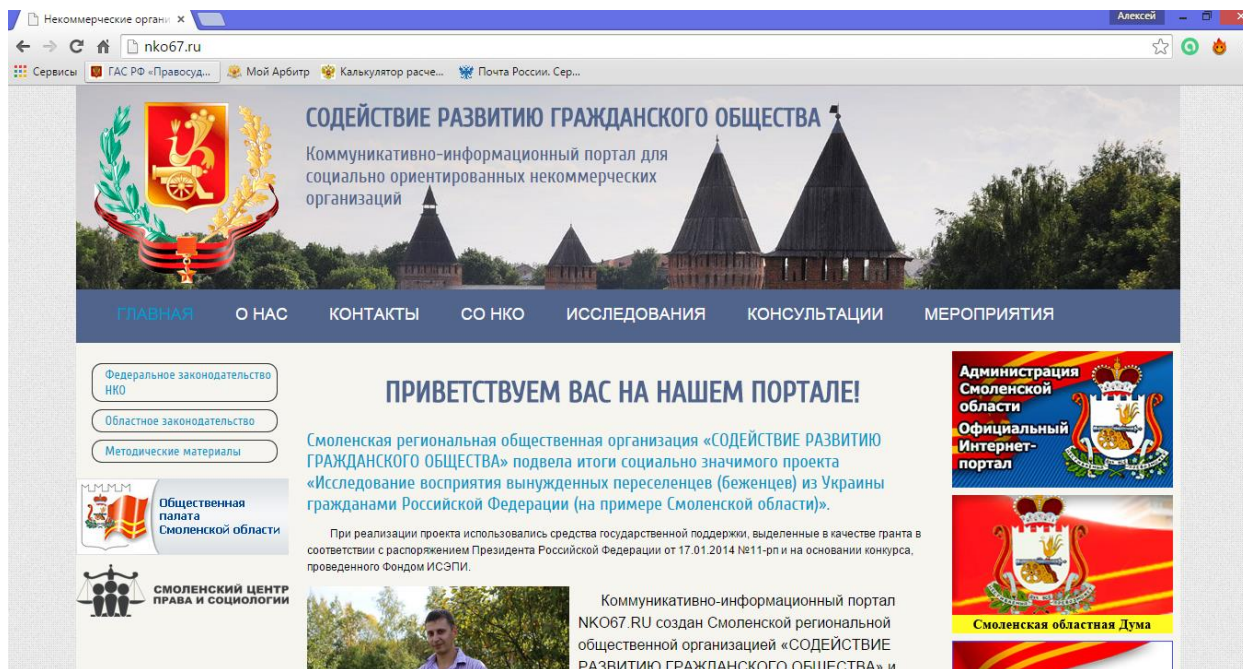 Некоммерческие органи
Алексей
nko67.ru
Сервисы
ГАС РФ «Правосуд...
Мой Арбитр
Калькулятор расче...
Почта России. Сер...
СОДЕЙСТВИЕ РАЗВИТИЮ ГРАЖДАНСКОГО ОБЩЕСТВА
Коммуникативно-информационный портал для
социально ориентированных некоммерческих
организаций
ГЛАВНАЯ
О НАС
КОНТАКТЫ
СО НКО
ИССЛЕДОВАНИЯ
КОНСУЛЬТАЦИИ
МЕРОПРИЯТИЯ
Федеральное законодательство
НКО
Областное законодательство
Методические материалы
Общественная
палата
Смоленской области
СМОЛЕНСКИЙ ЦЕНТР
ПРАВА И СОЦИОЛОГИИ
ПРИВЕТСТВУЕМ ВАС НА НАШЕМ ПОРТАЛЕ!
Смоленская региональная общественная организация «СОДЕЙСТВИЕ РАЗВИТИЮ
ГРАЖДАНСКОГО ОБЩЕСТВА» подвела итоги социально значимого проекта
«Исследование восприятия вынужденных переселенцев (беженцев) из Украины
гражданами Российской Федерации (на примере Смоленской области)».
При реализации проекта использовались средства государственной поддержки, выделенные в качестве гранта в
соответствии с распоряжением Президента Российской Федерации от 17.01.2014 №11-рп и на основании конкурса,
проведенного Фондом ИСЭПИ.
Коммуникативно-информационный портал
NKO67.RU создан Смоленской региональной
общественной организацией «СОДЕЙСТВИЕ
РАЗВИТИЮ ГРАЖДАНСКОГО ОБЩЕСТВА» и
Администрация
Смоленской
области
Официальный
Интернет-
портал
Смоленская областная Дума